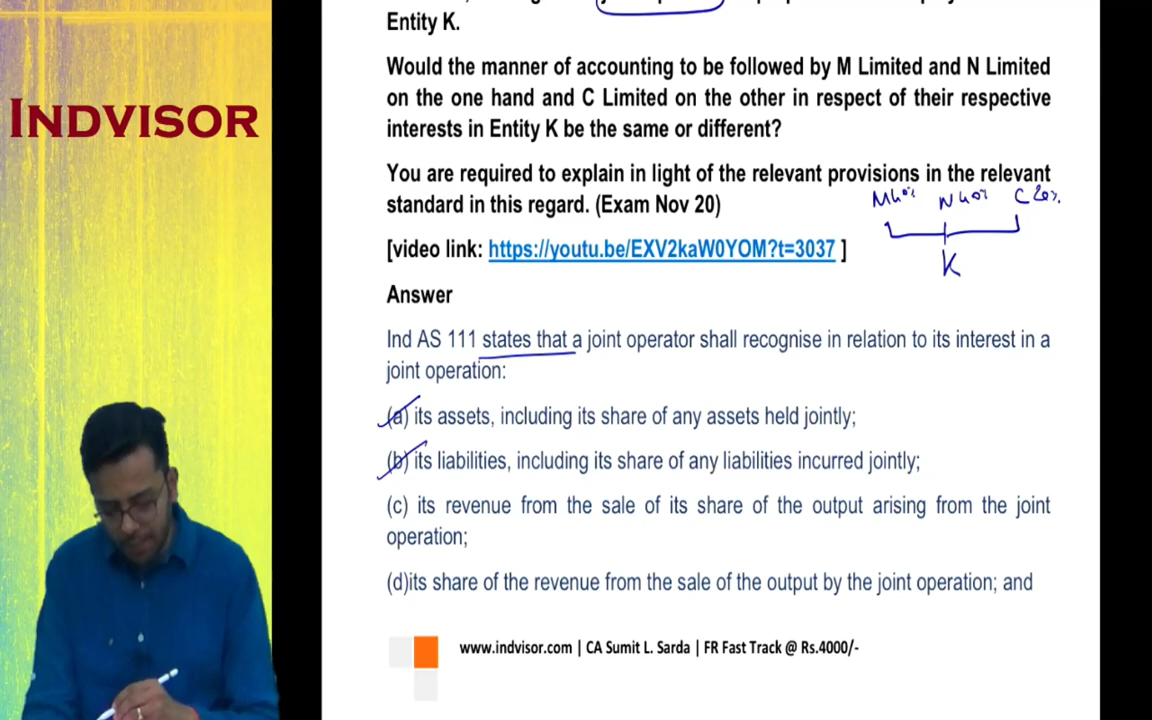 Entity K.
INDVISOR
Would the manner of accounting to be followed by M Limited and N Limited
on the one hand and C Limited on the other in respect of their respective
interests in Entity K be the same or different?
You are required to explain in light of the relevant provisions in the relevant
standard in this regard. (Exam Nov 20)
M 40% N 40% C 20%
K
[video link: https://youtu.be/EXV2kaW0YOM?t=3037 ]
Answer
Ind AS 111 states that a joint operator shall recognise in relation to its interest in a
joint operation:
(a) its assets, including its share of any assets held jointly;
(b) its liabilities, including its share of any liabilities incurred jointly;
(c) its revenue from the sale of its share of the output arising from the joint
operation;
(d)its share of the revenue from the sale of the output by the joint operation; and
www.indvisor.com | CA Sumit L. Sarda | FR Fast Track @ Rs.4000/-